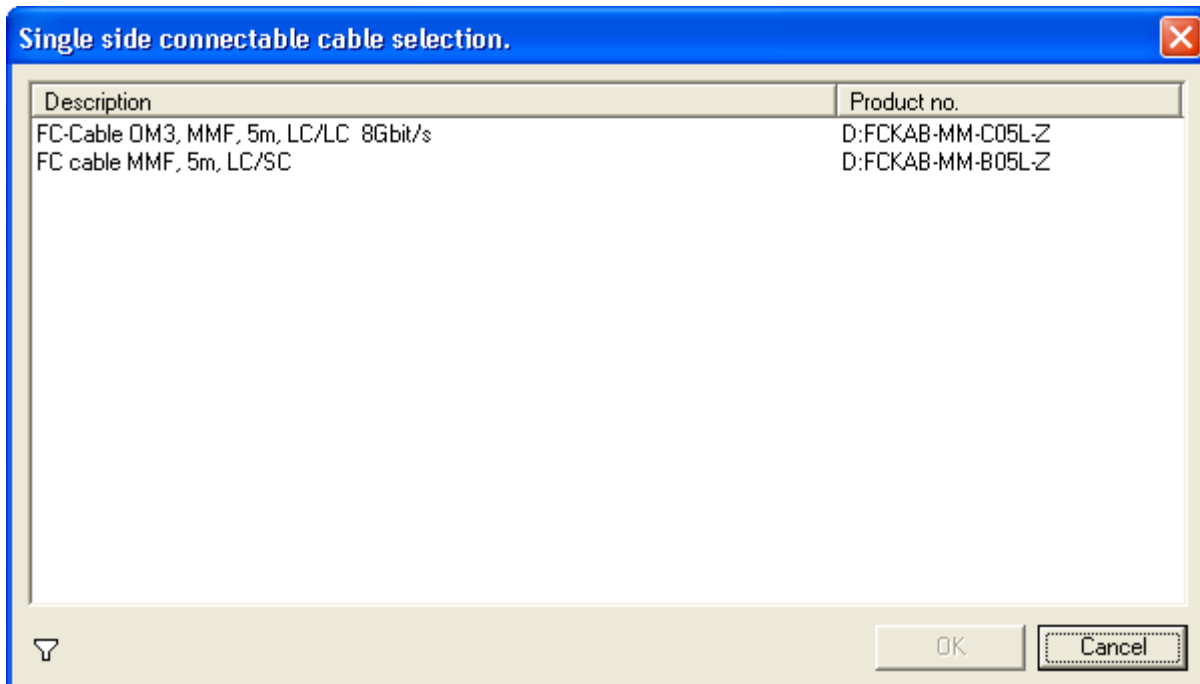 Single side connectable cable selection.
Description Product no.
FC-Cable OM3, MMF, 5m, LC/LC 8Gbit/s D:FCKAB-MM-C05L-Z
FC cable MMF, 5m, LC/SC D:FCKAB-MM-B05L-Z
OK Cancel